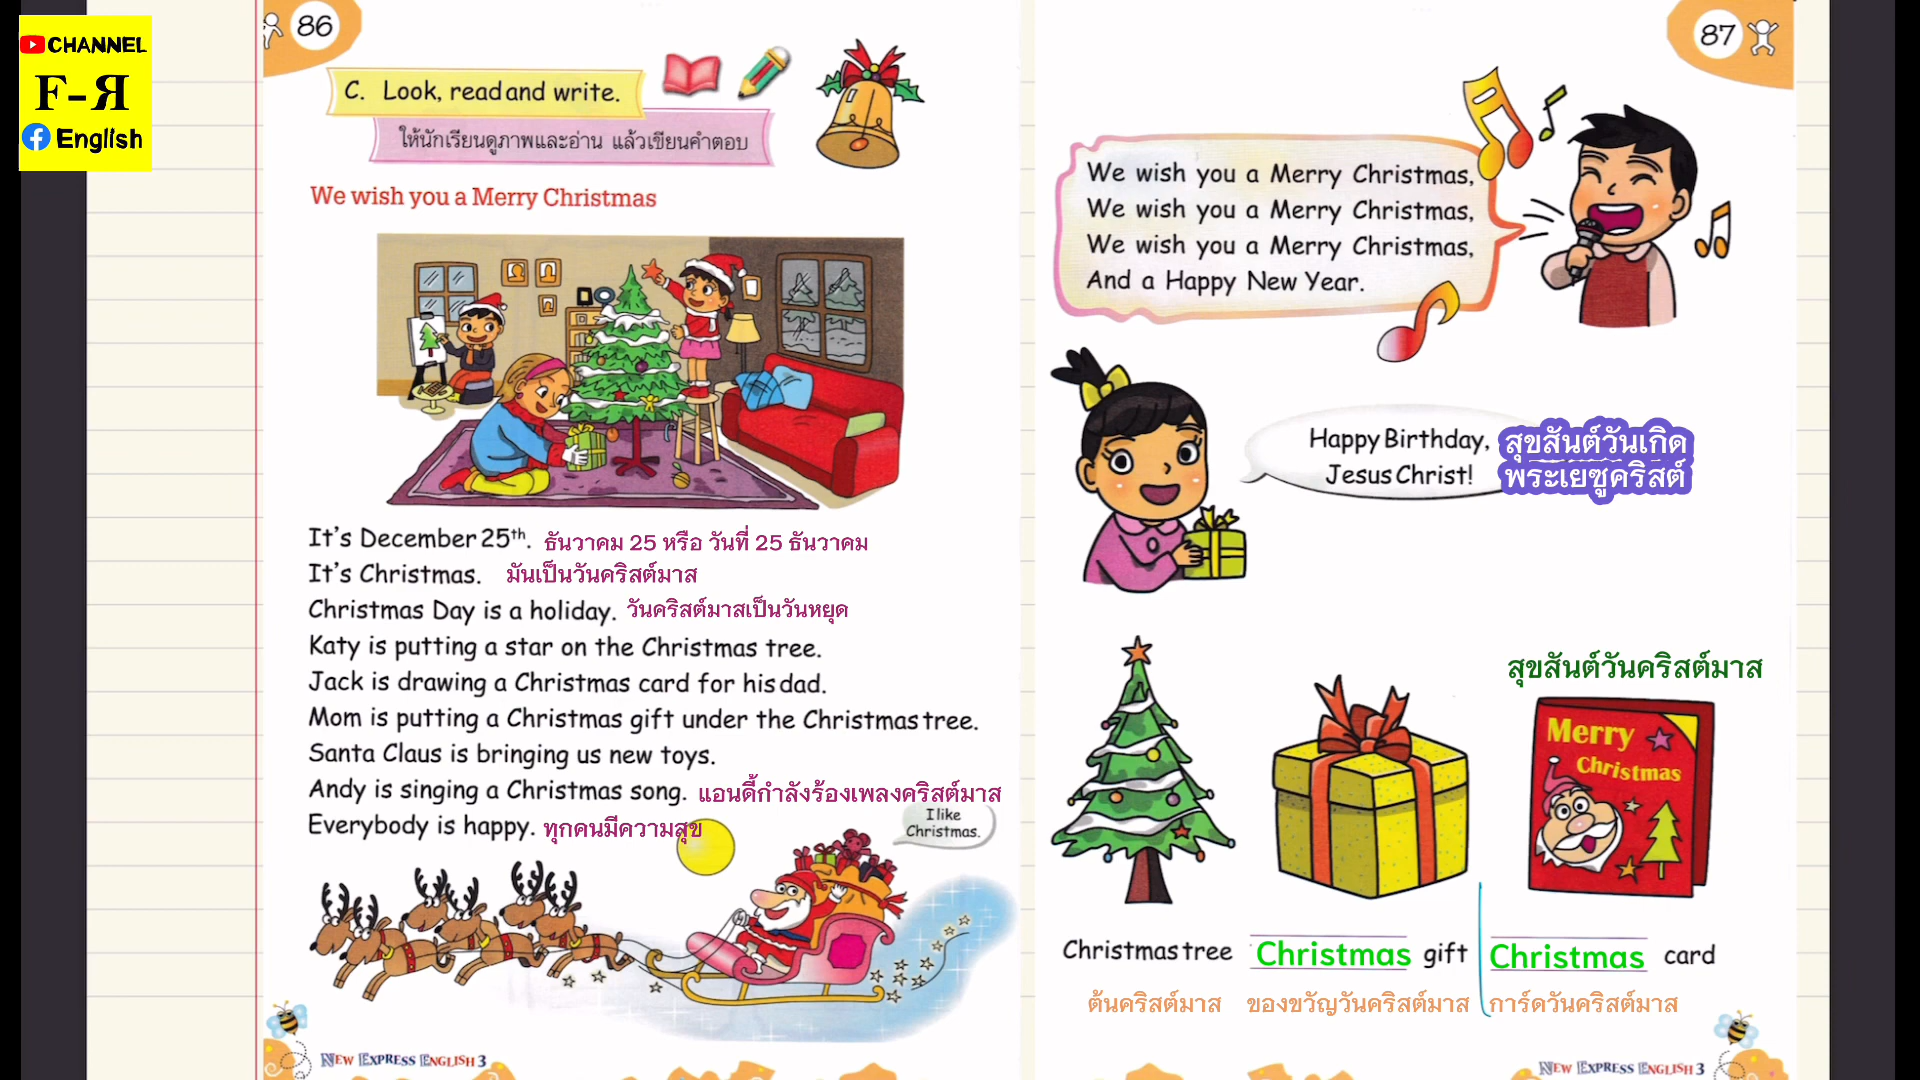 CHANNEL
F-Я
English
86
C. Look, read and write.
ให้นักเรียนดูภาพและอ่าน แล้วเขียนคำตอบ
We wish you a Merry Christmas
It's December 25th. ธันวาคม 25 หรือ วันที่ 25 ธันวาคม
It's Christmas. มันเป็นวันคริสต์มาส
Christmas Day is a holiday. วันคริสต์มาสเป็นวันหยุด
Katy is putting a star on the Christmas tree.
Jack is drawing a Christmas card for his dad.
Mom is putting a Christmas gift under the Christmas tree.
Santa Claus is bringing us new toys.
Andy is singing a Christmas song. แอนดี้กำลังร้องเพลงคริสต์มาส
Everybody is happy. ทุกคนมีความสุข
I like
Christmas.
NEW EXPRESS ENGLISH 3
87
We wish you a Merry Christmas,
We wish you a Merry Christmas,
We wish you a Merry Christmas,
And a Happy New Year.
Happy Birthday, สุขสันต์วันเกิด
Jesus Christ! พระเยซูคริสต์
สุขสันต์วันคริสต์มาส
Merry
Christmas
Christmas tree Christmas gift Christmas card
ต้นคริสต์มาส ของขวัญวันคริสต์มาส การ์ดวันคริสต์มาส
NEW EXPRESS ENGLISH 3